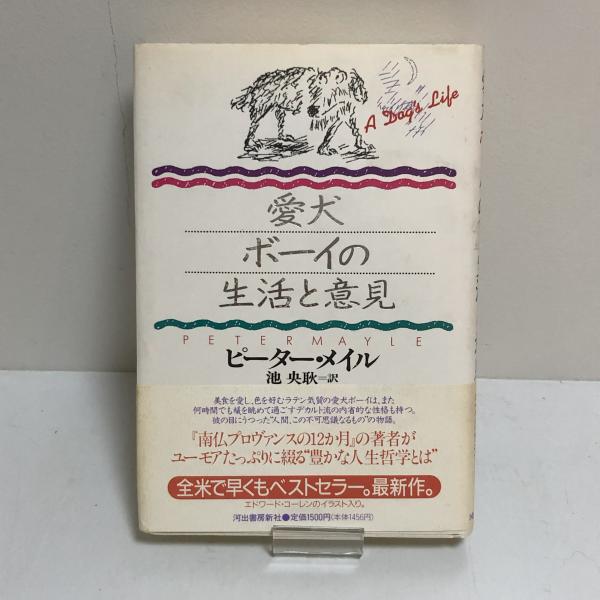 A Dog's Life
愛犬
ボーイの
生活と意見
PETER MAYLE
ピーター・メイル
池 央耿=訳
美食を愛し、色を好むラテン気質の愛犬ボーイは、また
何時間でも蟻を眺めて過ごすデカルト流の内省的な性格も持つ。
彼の目にうつった"人間、この不可思議なるもの"の物語。
『南仏プロヴァンスの12か月』の著者が
ユーモアたっぷりに綴る"豊かな人生哲学とは"
全米で早くもベストセラー。最新作。
エドワード・コーレンのイラスト入り。
河出書房新社●定価1500円(本体1456円)